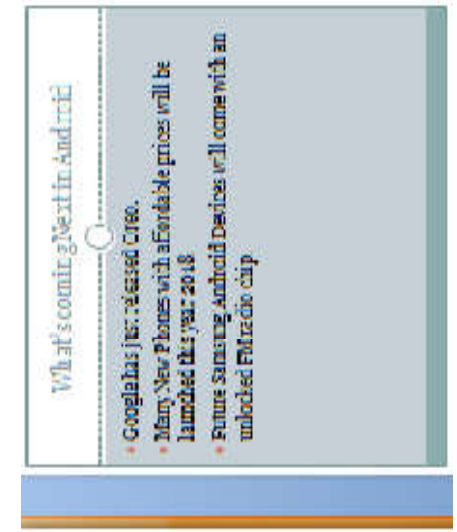 What's coming Next in Android
Google has just released Oreo.
Many New Phones with affordable prices will be
launched this year 2018
Future Samsung Android Devices will come with an
unlocked FM radio chip